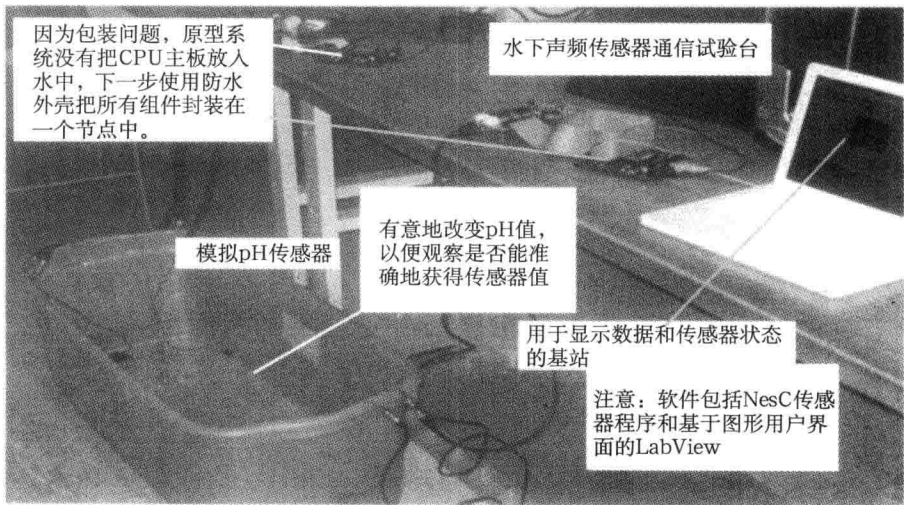 因为包装问题，原型系
统没有把CPU主板放入
水中，下一步使用防水
外壳把所有组件封装在
一个节点中。
水下声频传感器通信试验台
模拟pH传感器
有意地改变pH值，
以便观察是否能准
确地获得传感器值
用于显示数据和传感器状态
的基站
注意：软件包括NesC传感
器程序和基于图形用户界
面的LabView